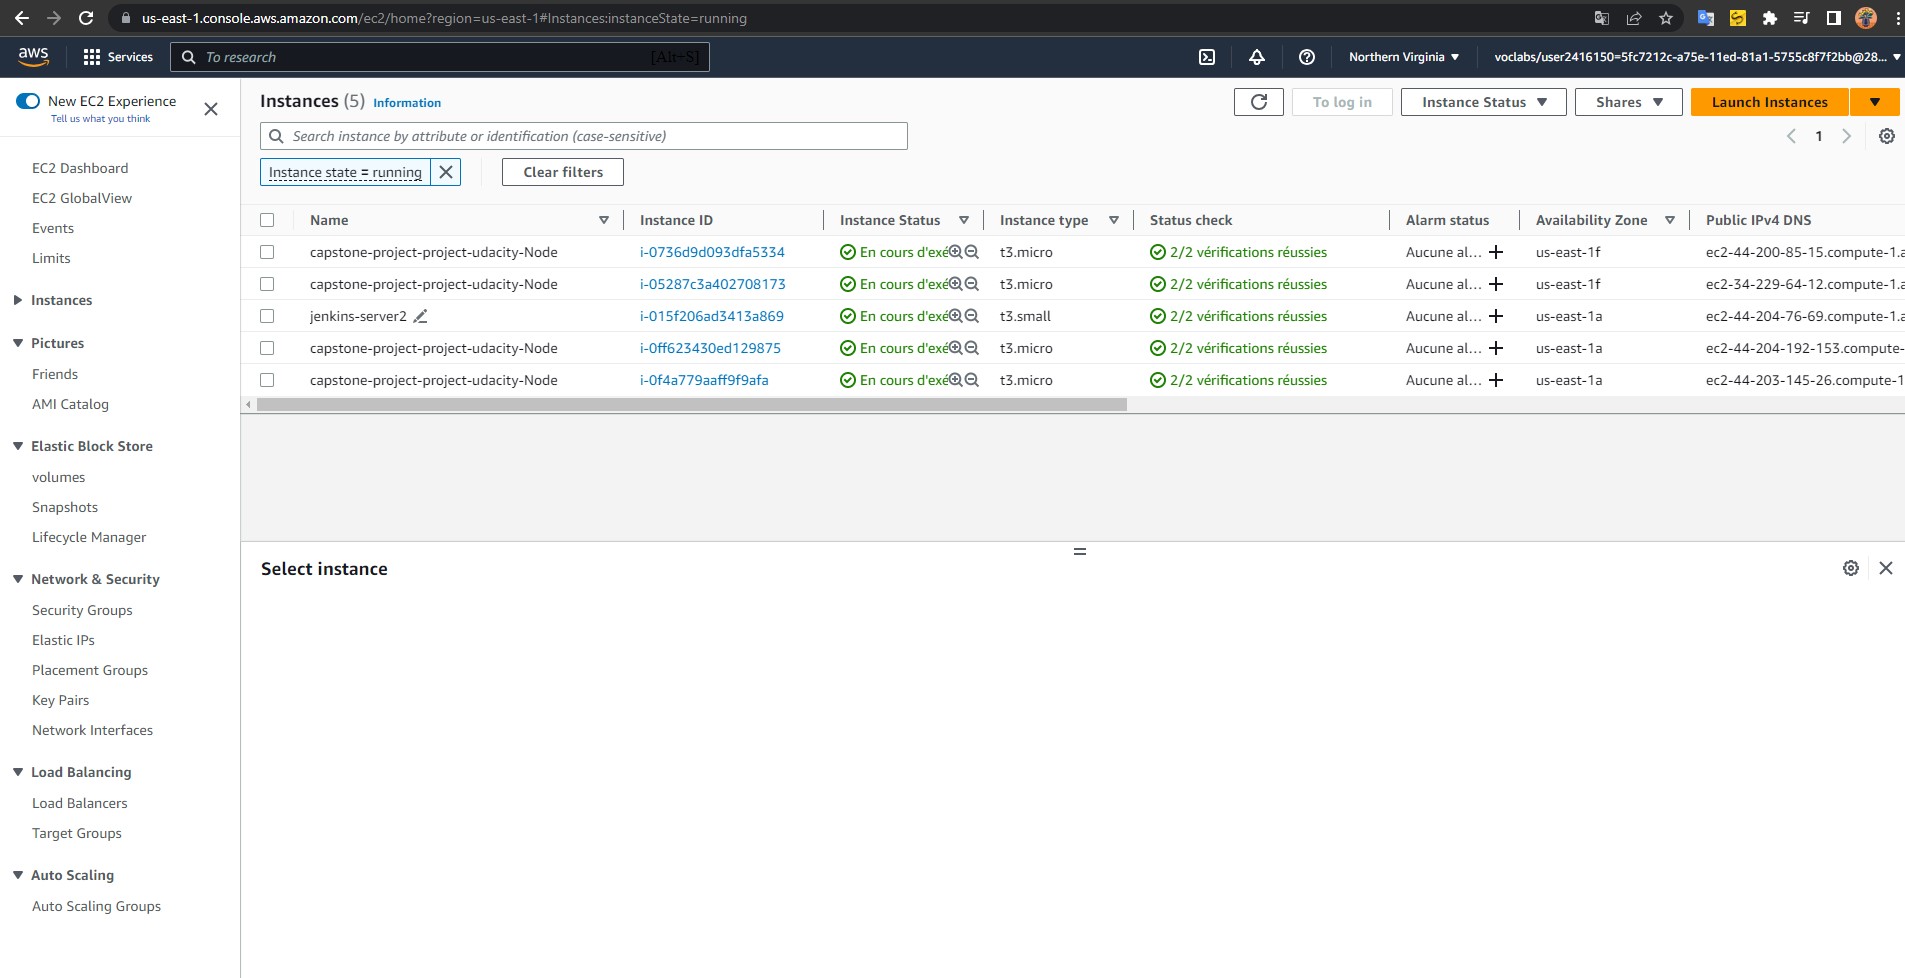 us-east-1.console.aws.amazon.com/ec2/home?region=us-east-1#Instances:instanceState=running
aws
Services
To research
[Alt+S]
Northern Virginia
voclabs/user2416150=5fc7212c-a75e-11ed-81a1-5755c8f7f2bb@28...
New EC2 Experience
Tell us what you think
EC2 Dashboard
EC2 GlobalView
Events
Limits
Instances
Pictures
Friends
AMI Catalog
Elastic Block Store
volumes
Snapshots
Lifecycle Manager
Network & Security
Security Groups
Elastic IPs
Placement Groups
Key Pairs
Network Interfaces
Load Balancing
Load Balancers
Target Groups
Auto Scaling
Auto Scaling Groups
Instances (5) Information
To log in
Instance Status
Shares
Launch Instances
Search instance by attribute or identification (case-sensitive)
1
Instance state = running
Clear filters
Name Instance ID Instance Status Instance type Status check Alarm status Availability Zone Public IPv4 DNS
capstone-project-project-udacity-Node i-0736d9d093dfa5334 En cours d'exé t3.micro 2/2 vérifications réussies Aucune al... us-east-1f ec2-44-200-85-15.compute-1.a
capstone-project-project-udacity-Node i-05287c3a402708173 En cours d'exé t3.micro 2/2 vérifications réussies Aucune al... us-east-1f ec2-34-229-64-12.compute-1.a
jenkins-server2 i-015f206ad3413a869 En cours d'exé t3.small 2/2 vérifications réussies Aucune al... us-east-1a ec2-44-204-76-69.compute-1.a
capstone-project-project-udacity-Node i-0ff623430ed129875 En cours d'exé t3.micro 2/2 vérifications réussies Aucune al... us-east-1a ec2-44-204-192-153.compute-
capstone-project-project-udacity-Node i-0f4a779aaff9f9afa En cours d'exé t3.micro 2/2 vérifications réussies Aucune al... us-east-1a ec2-44-203-145-26.compute-1
Select instance